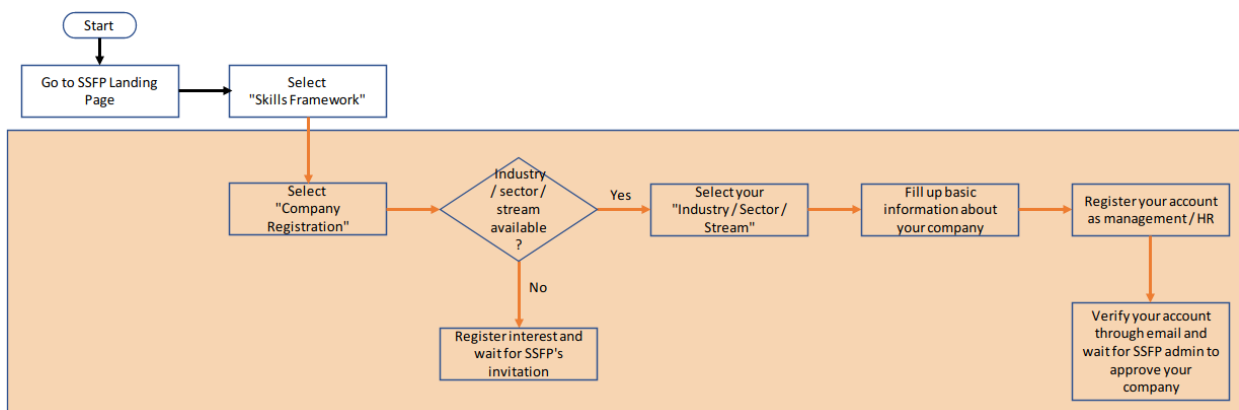 Start
Go to SSFP Landing
Page
Select
"Skills Framework"
Select
"Company
Registration"
Industry
/ sector /
stream
available
?
Yes
Select your
"Industry / Sector /
Stream"
Fill up basic
information about
your company
Register your account
as management / HR
No
Register interest and
wait for SSFP's
invitation
Verify your account
through email and
wait for SSFP admin to
approve your
company